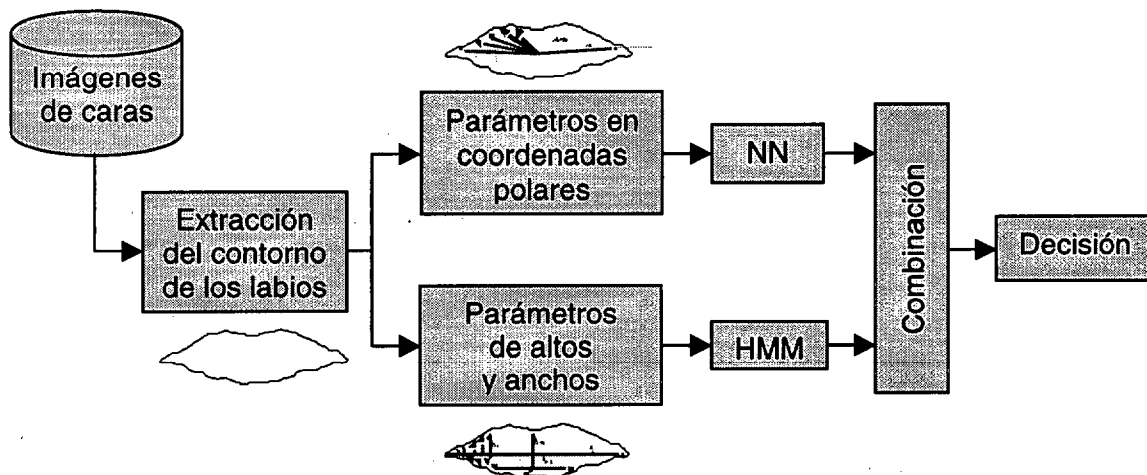 Imágenes
de caras
Extracción
del contorno
de los labios
Parámetros en
coordenadas
polares
NN
Parámetros
de altos
y anchos
HMM
Combinación
Decisión